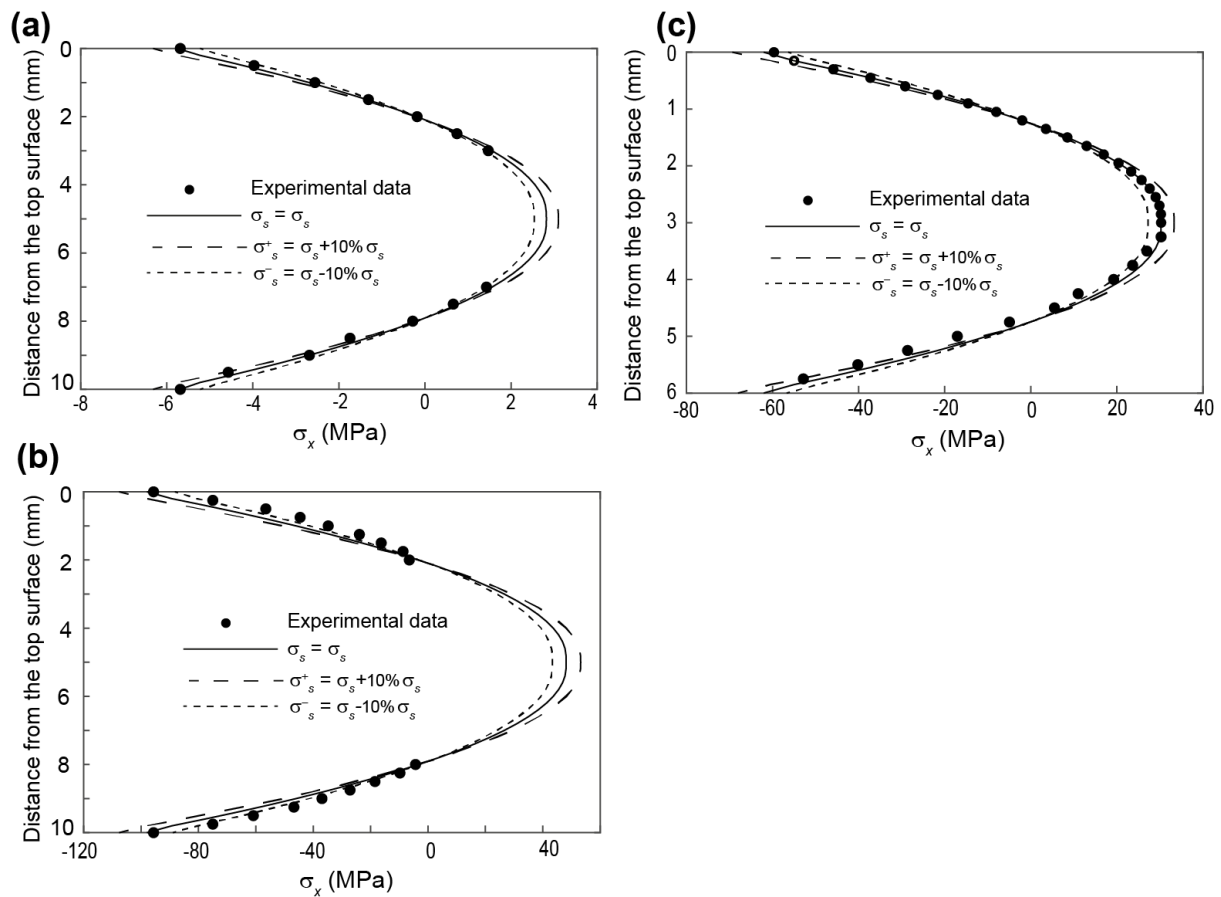 (a)
0
2
4
6
8
10
Distance from the top surface (mm)
Experimental data
σs = σs
σ+s = σs+10%σs
σ−s = σs-10%σs
-8 -6 -4 -2 0 2 4
σx (MPa)
(b)
0
2
4
6
8
10
Distance from the top surface (mm)
Experimental data
σs = σs
σ+s = σs+10%σs
σ−s = σs-10%σs
-120 -80 -40 0 40
σx (MPa)
(c)
0
1
2
3
4
5
6
Distance from the top surface (mm)
Experimental data
σs = σs
σ+s = σs+10%σs
σ−s = σs-10%σs
-80 -60 -40 -20 0 20 40
σx (MPa)